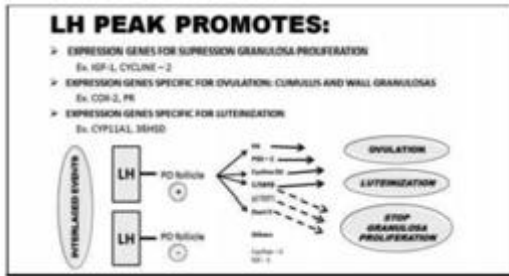 LH PEAK PROMOTES:
EXPRESSION GENES FOR SUPRESSION GRANULOSA PROLIFERATION
Ex. IGF-1, CYCLINE – 2
EXPRESSION GENES SPECIFIC FOR OVULATION: CUMULUS AND WALL GRANULOSAS
Ex. COX-2, PR
EXPRESSION GENES SPECIFIC FOR LUTEINIZATION
Ex. CYP11A1, 3BHSD
INTERLACED EVENTS
LH
PO follicle
+
LH
PO follicle
-
OVULATION
LUTEINIZATION
STOP
GRANULOSA
PROLIFERATION